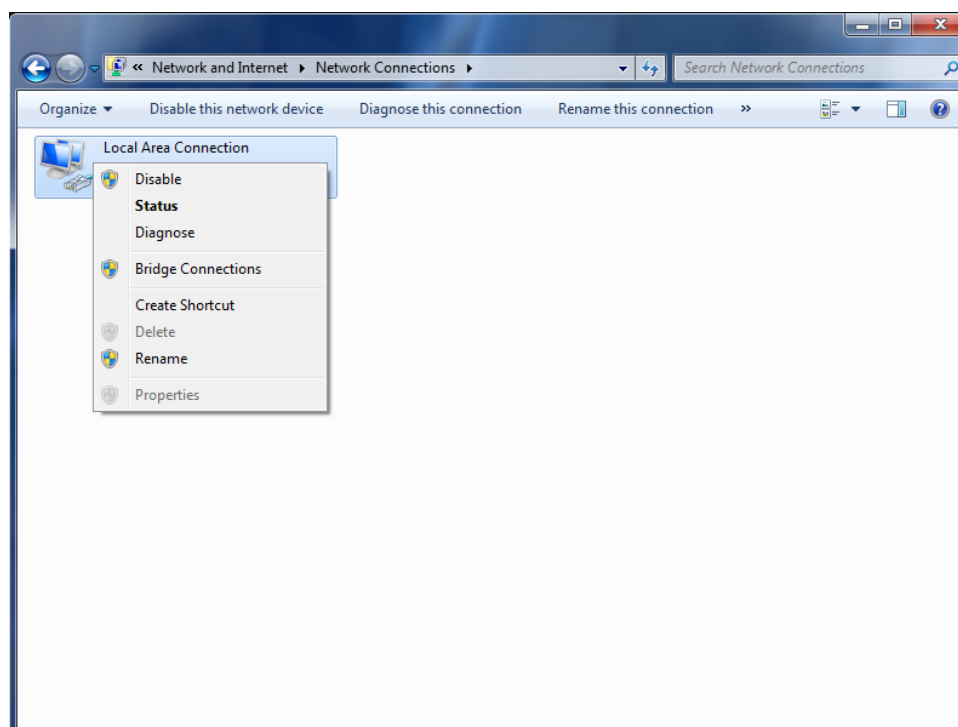 « Network and Internet ▸ Network Connections ▸ Search Network Connections
Organize ▾ Disable this network device Diagnose this connection Rename this connection »
Local Area Connection
Disable
Status
Diagnose
Bridge Connections
Create Shortcut
Delete
Rename
Properties